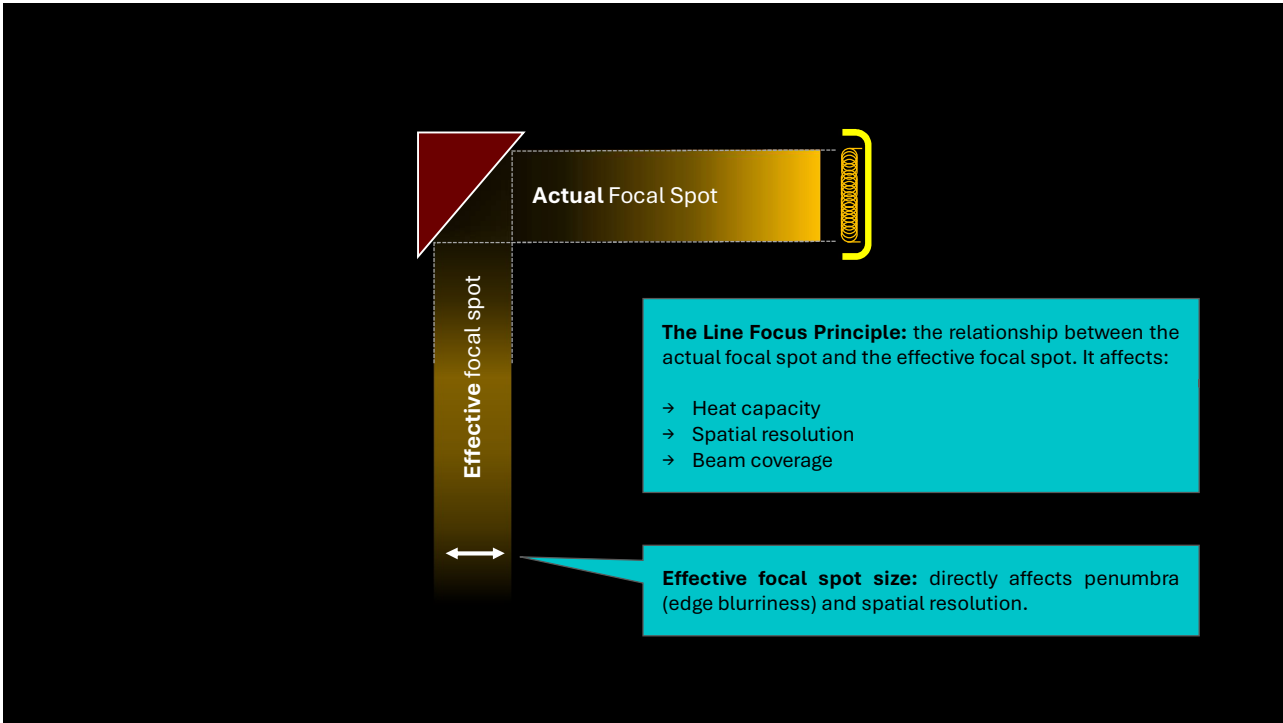 Actual Focal Spot
Effective focal spot
The Line Focus Principle: the relationship between the
actual focal spot and the effective focal spot. It affects:
→ Heat capacity
→ Spatial resolution
→ Beam coverage
Effective focal spot size: directly affects penumbra
(edge blurriness) and spatial resolution.